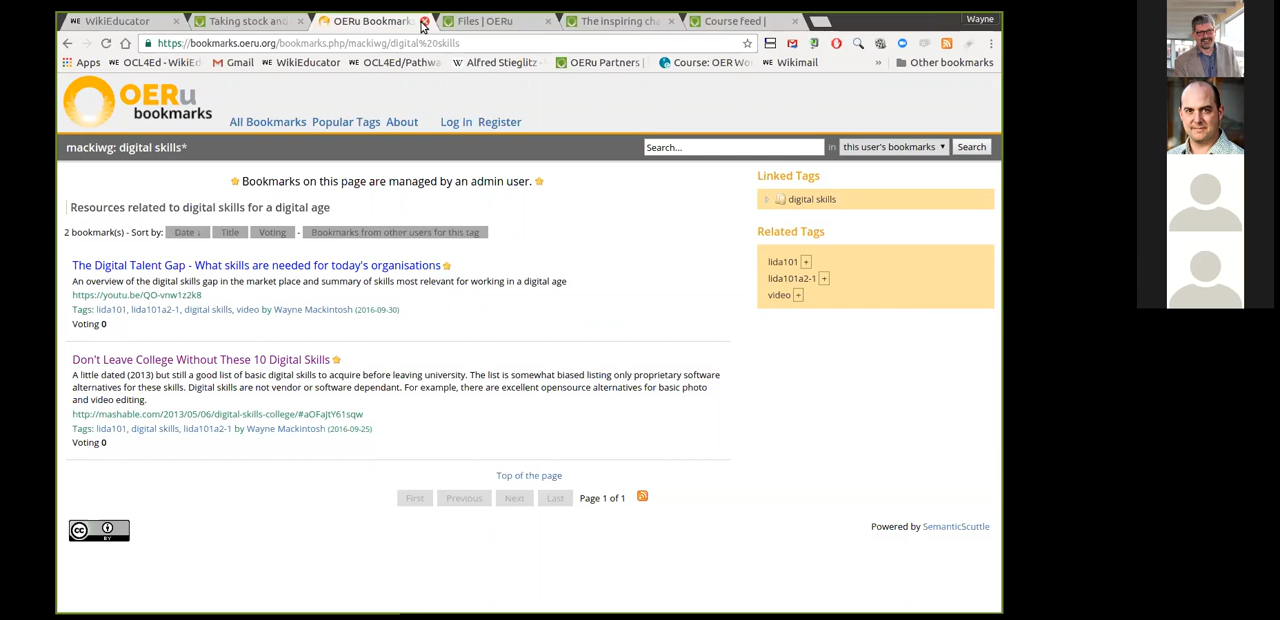 WE WikiEducator
Taking stock and
OERu Bookmark
Files | OERu
The inspiring cha
Course feed |
Wayne
https://bookmarks.oeru.org/bookmarks.php/mackiwg/digital%20skills
Apps
WE OCL4Ed - WikiEd
Gmail
WE WikiEducator
WE OCL4Ed/Pathwa
W Alfred Stieglitz -
OERu Partners |
Course: OER Wor
WE Wikimail
»
Other bookmarks
OERu
bookmarks
All Bookmarks Popular Tags About Log In Register
mackiwg: digital skills*
Search... in this user's bookmarks Search
Bookmarks on this page are managed by an admin user.
Resources related to digital skills for a digital age
2 bookmark(s) - Sort by: Date ↓ Title Voting - Bookmarks from other users for this tag
The Digital Talent Gap - What skills are needed for today's organisations
An overview of the digital skills gap in the market place and summary of skills most relevant for working in a digital age
https://youtu.be/QO-vnw1z2k8
Tags: lida101, lida101a2-1, digital skills, video by Wayne Mackintosh (2016-09-30)
Voting 0
Don't Leave College Without These 10 Digital Skills
A little dated (2013) but still a good list of basic digital skills to acquire before leaving university. The list is somewhat biased listing only proprietary software
alternatives for these skills. Digital skills are not vendor or software dependant. For example, there are excellent opensource alternatives for basic photo
and video editing.
http://mashable.com/2013/05/06/digital-skills-college/#aOFaJtY61sqw
Tags: lida101, digital skills, lida101a2-1 by Wayne Mackintosh (2016-09-25)
Voting 0
Top of the page
First Previous Next Last Page 1 of 1
Linked Tags
digital skills
Related Tags
lida101 +
lida101a2-1 +
video +
cc BY
Powered by SemanticScuttle